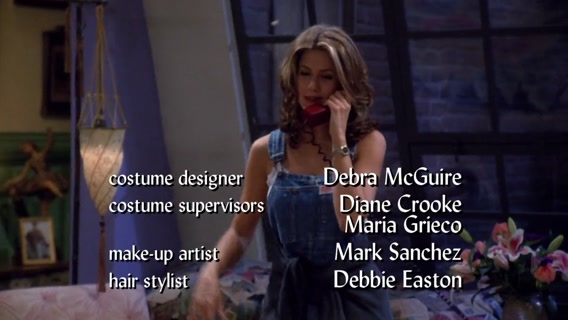 costume designer Debra McGuire
costume supervisors Diane Crooke
Maria Grieco
make-up artist Mark Sanchez
hair stylist Debbie Easton